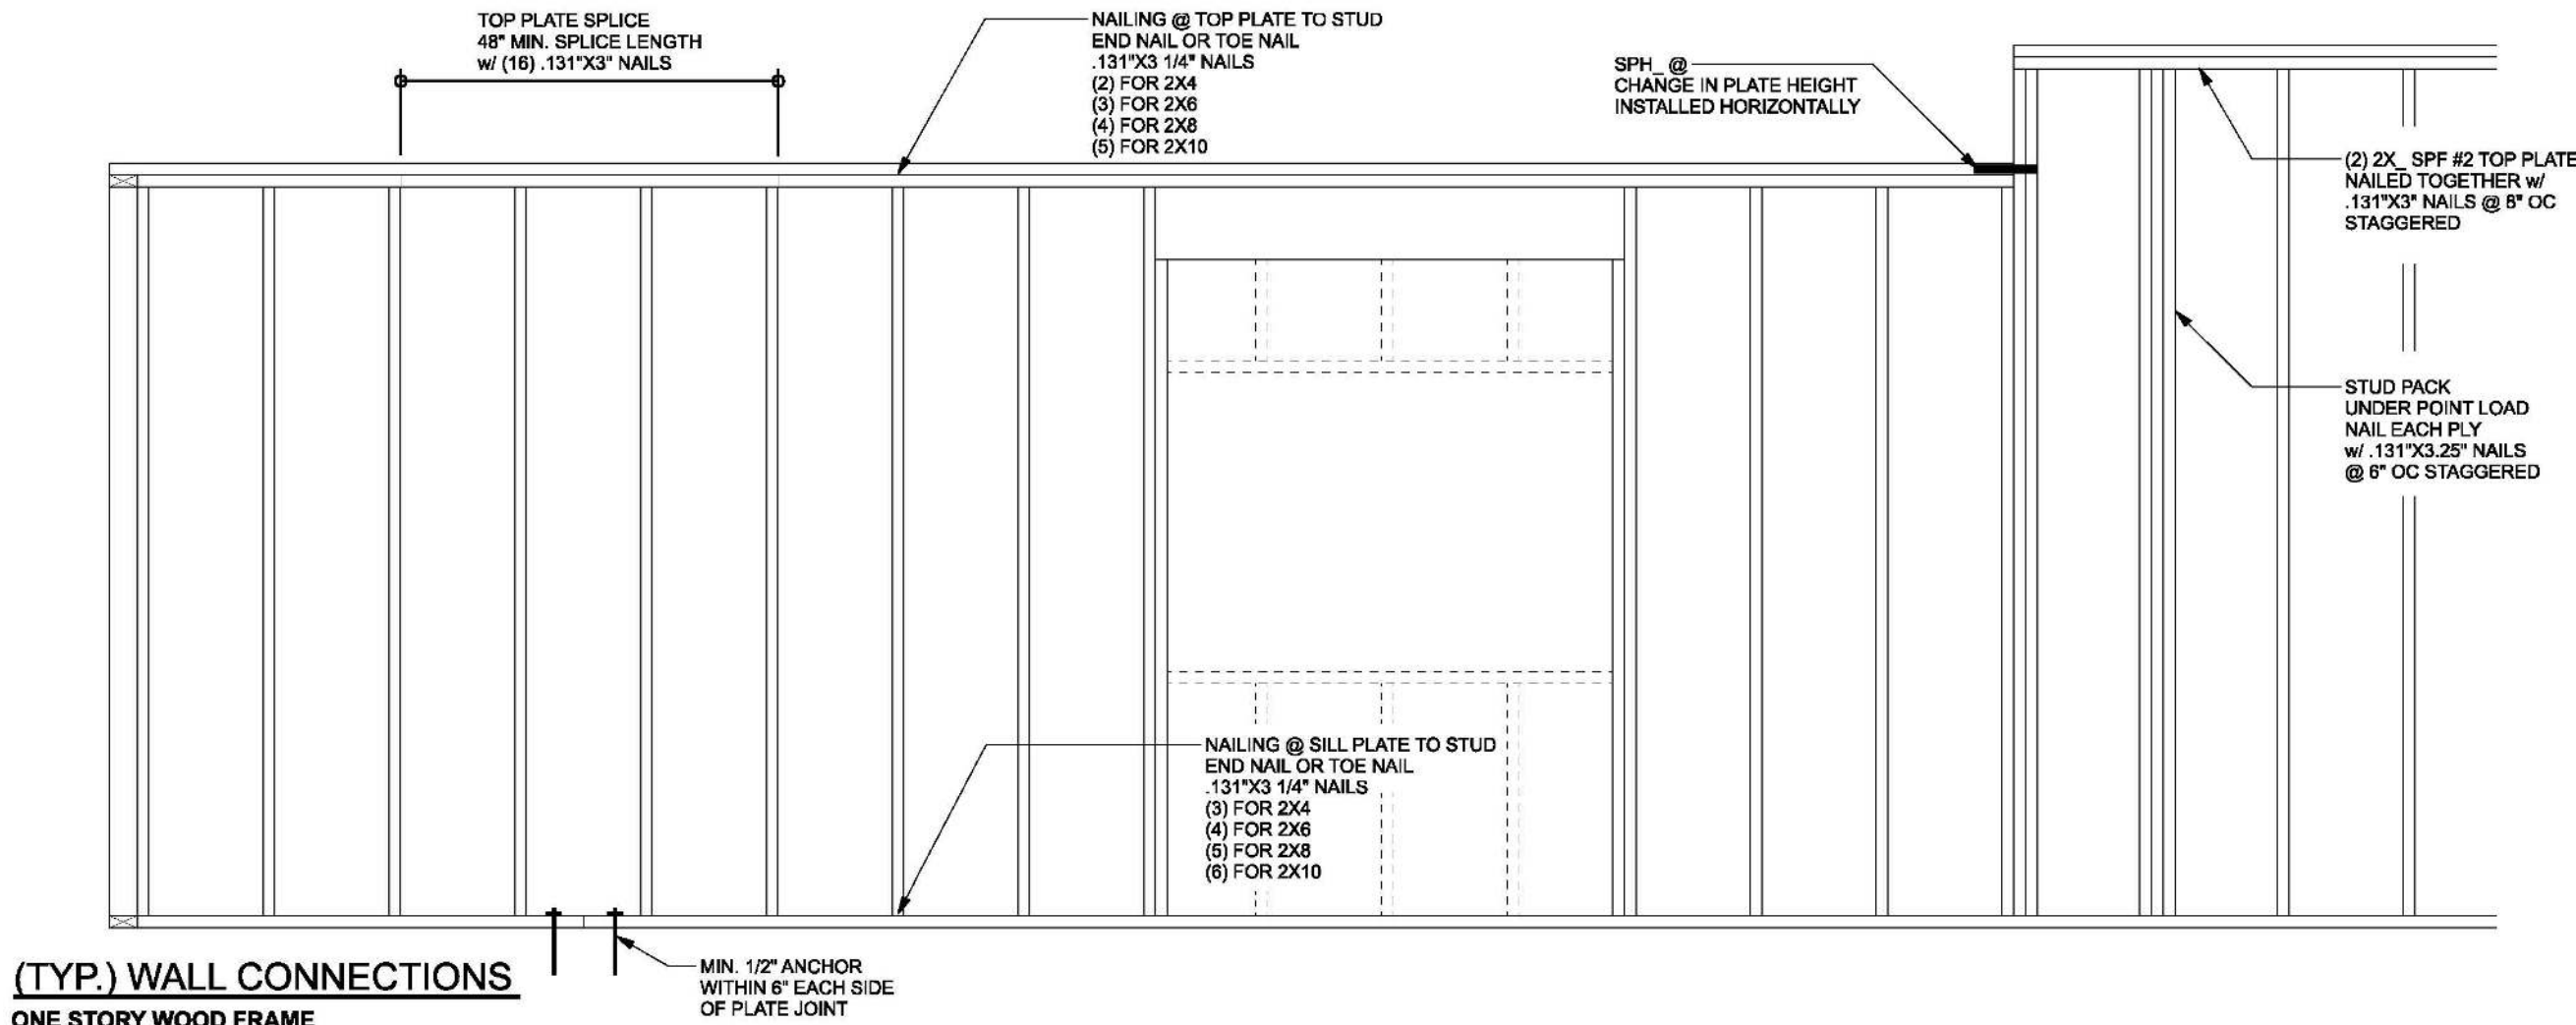 TOP PLATE SPLICE
48" MIN. SPLICE LENGTH
w/ (16) .131"X3" NAILS
NAILING @ TOP PLATE TO STUD
END NAIL OR TOE NAIL
.131"X3 1/4" NAILS
(2) FOR 2X4
(3) FOR 2X6
(4) FOR 2X8
(5) FOR 2X10
SPH_ @
CHANGE IN PLATE HEIGHT
INSTALLED HORIZONTALLY
(2) 2X_ SPF #2 TOP PLATE
NAILED TOGETHER w/
.131"X3" NAILS @ 8" OC
STAGGERED
STUD PACK
UNDER POINT LOAD
NAIL EACH PLY
w/ .131"X3.25" NAILS
@ 6" OC STAGGERED
NAILING @ SILL PLATE TO STUD
END NAIL OR TOE NAIL
.131"X3 1/4" NAILS
(3) FOR 2X4
(4) FOR 2X6
(5) FOR 2X8
(6) FOR 2X10
MIN. 1/2" ANCHOR
WITHIN 6" EACH SIDE
OF PLATE JOINT
(TYP.) WALL CONNECTIONS
ONE STORY WOOD FRAME